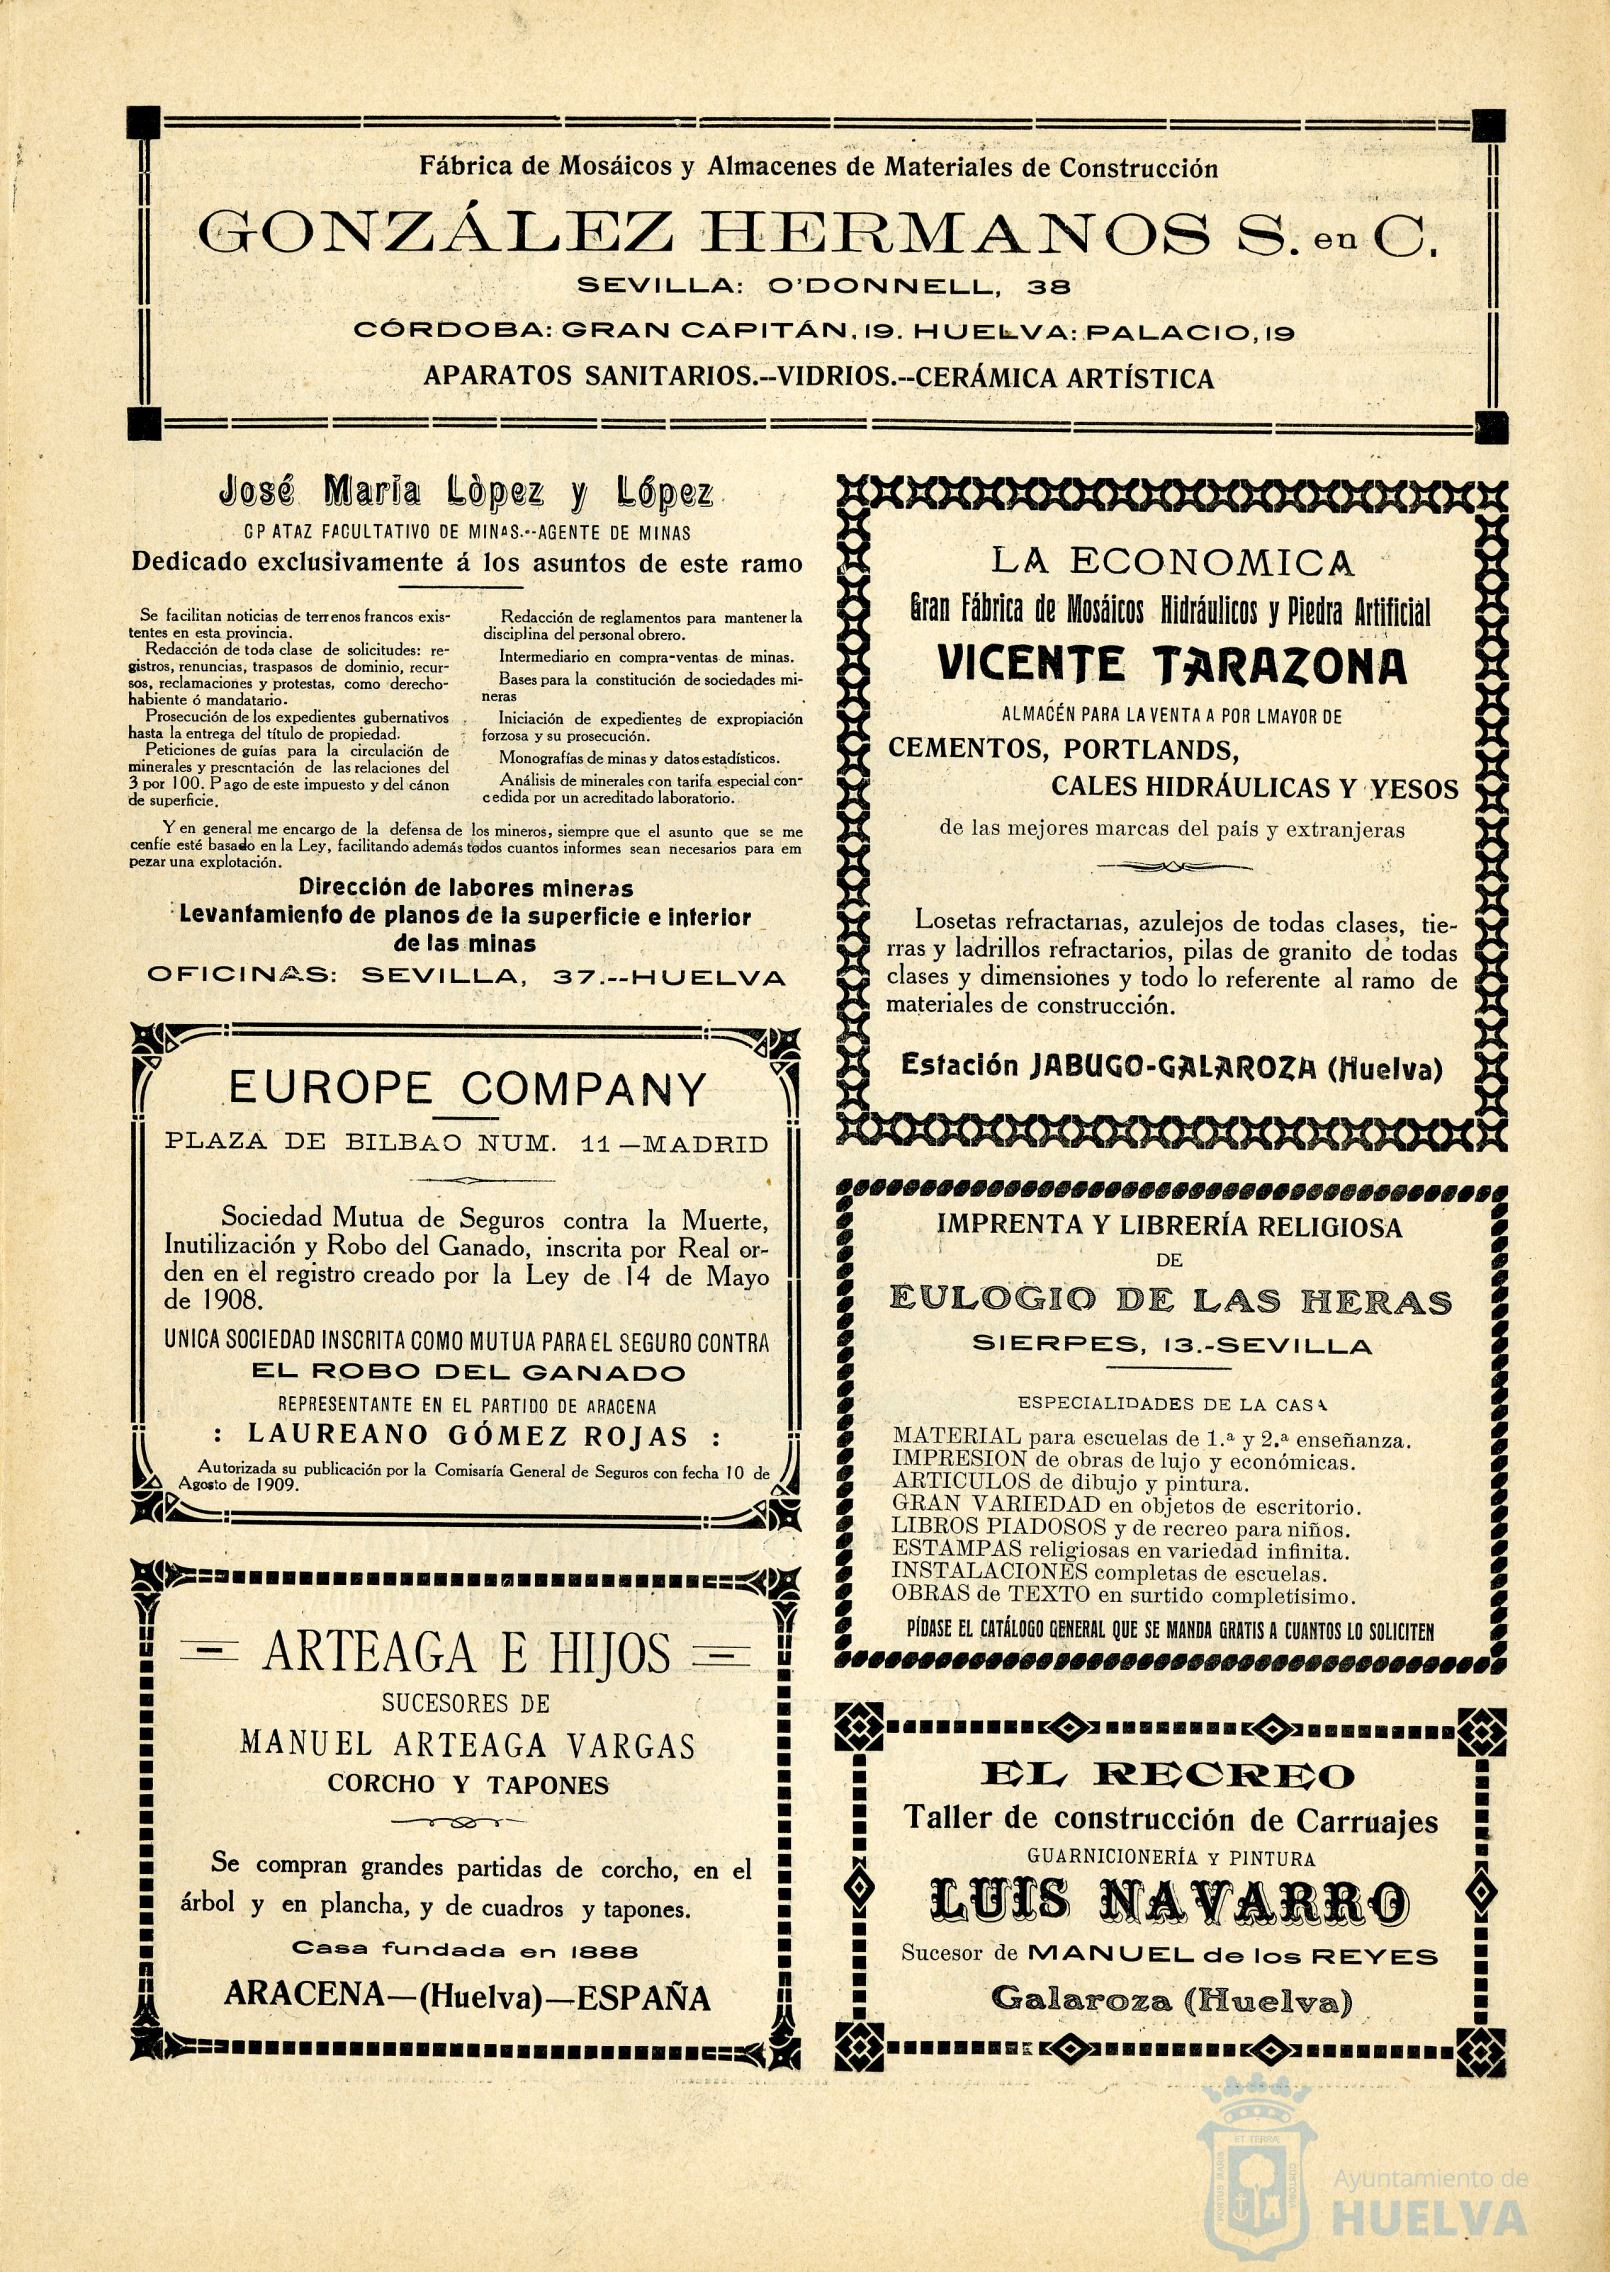 Fábrica de Mosáicos y Almacenes de Materiales de Construcción
GONZÁLEZ HERMANOS S. en C.
SEVILLA: O'DONNELL, 38
CÓRDOBA: GRAN CAPITÁN, 19. HUELVA: PALACIO, 19
APARATOS SANITARIOS.--VIDRIOS.--CERÁMICA ARTÍSTICA
José María Lòpez y López
CP ATAZ FACULTATIVO DE MINAS.--AGENTE DE MINAS
Dedicado exclusivamente á los asuntos de este ramo
Se facilitan noticias de terrenos francos exis-
tentes en esta provincia.
Redacción de toda clase de solicitudes: re-
gistros, renuncias, traspasos de dominio, recur-
sos, reclamaciones y protestas, como derecho-
habiente ó mandatario.
Prosecución de los expedientes gubernativos
hasta la entrega del título de propiedad.
Peticiones de guías para la circulación de
minerales y presentación de las relaciones del
3 por 100. Pago de este impuesto y del cánon
de superficie.
Redacción de reglamentos para mantener la
disciplina del personal obrero.
Intermediario en compra-ventas de minas.
Bases para la constitución de sociedades mi-
neras
Iniciación de expedientes de expropiación
forzosa y su prosecución.
Monografías de minas y datos estadísticos.
Análisis de minerales con tarifa especial con-
cedida por un acreditado laboratorio.
Y en general me encargo de la defensa de los mineros, siempre que el asunto que se me
cenfie esté basado en la Ley, facilitando además todos cuantos informes sean necesarios para em
pezar una explotación.
Dirección de labores mineras
Levantamiento de planos de la superficie e interior
de las minas
OFICINAS: SEVILLA, 37.--HUELVA
EUROPE COMPANY
PLAZA DE BILBAO NUM. 11—MADRID
Sociedad Mutua de Seguros contra la Muerte,
Inutilización y Robo del Ganado, inscrita por Real or-
den en el registro creado por la Ley de 14 de Mayo
de 1908.
UNICA SOCIEDAD INSCRITA COMO MUTUA PARA EL SEGURO CONTRA
EL ROBO DEL GANADO
REPRESENTANTE EN EL PARTIDO DE ARACENA
: LAUREANO GÓMEZ ROJAS :
Autorizada su publicación por la Comisaría General de Seguros con fecha 10 de
Agosto de 1909.
ARTEAGA E HIJOS
SUCESORES DE
MANUEL ARTEAGA VARGAS
CORCHO Y TAPONES
Se compran grandes partidas de corcho, en el
árbol y en plancha, y de cuadros y tapones.
Casa fundada en 1888
ARACENA—(Huelva)—ESPAÑA
LA ECONOMICA
Gran Fábrica de Mosáicos Hidráulicos y Piedra Artificial
VICENTE TARAZONA
ALMACÉN PARA LA VENTA A POR LMAYOR DE
CEMENTOS, PORTLANDS,
CALES HIDRÁULICAS Y YESOS
de las mejores marcas del país y extranjeras
Losetas refractarias, azulejos de todas clases, tie-
rras y ladrillos refractarios, pilas de granito de todas
clases y dimensiones y todo lo referente al ramo de
materiales de construcción.
Estación JABUGO-GALAROZA (Huelva)
IMPRENTA Y LIBRERÍA RELIGIOSA
DE
EULOGIO DE LAS HERAS
SIERPES, 13.-SEVILLA
ESPECIALIDADES DE LA CASA
MATERIAL para escuelas de 1.ª y 2.ª enseñanza.
IMPRESION de obras de lujo y económicas.
ARTICULOS de dibujo y pintura.
GRAN VARIEDAD en objetos de escritorio.
LIBROS PIADOSOS y de recreo para niños.
ESTAMPAS religiosas en variedad infinita.
INSTALACIONES completas de escuelas.
OBRAS de TEXTO en surtido completísimo.
PÍDASE EL CATÁLOGO GENERAL QUE SE MANDA GRATIS A CUANTOS LO SOLICITEN
EL RECREO
Taller de construcción de Carruajes
GUARNICIONERÍA Y PINTURA
LUIS NAVARRO
Sucesor de MANUEL de los REYES
Galaroza (Huelva)
ET TERRÆ
PORTUS MARIS
CUSTODIA
Ayuntamiento de
HUELVA